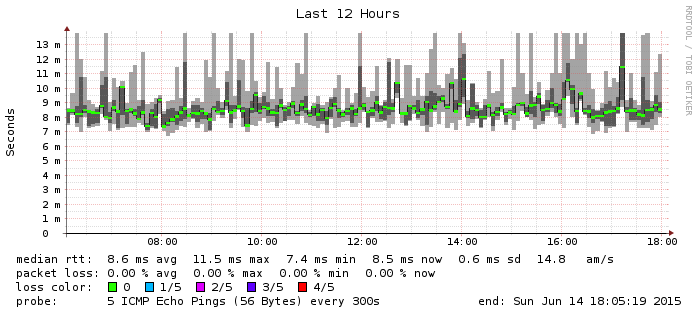 Last 12 Hours
RRDTOOL / TOBI OETIKER
Seconds
13 m
12 m
11 m
10 m
9 m
8 m
7 m
6 m
5 m
4 m
3 m
2 m
1 m
0
08:00 10:00 12:00 14:00 16:00 18:00
median rtt: 8.6 ms avg 11.5 ms max 7.4 ms min 8.5 ms now 0.6 ms sd 14.8 am/s
packet loss: 0.00 % avg 0.00 % max 0.00 % min 0.00 % now
loss color: 0 1/5 2/5 3/5 4/5
probe: 5 ICMP Echo Pings (56 Bytes) every 300s end: Sun Jun 14 18:05:19 2015